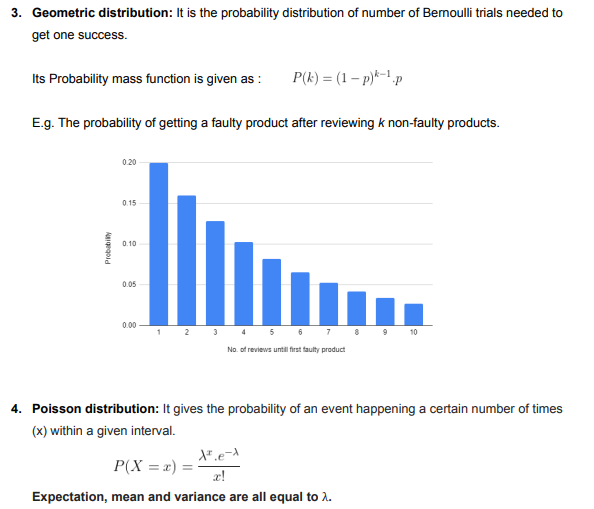 3. Geometric distribution: It is the probability distribution of number of Bernoulli trials needed to
get one success.
Its Probability mass function is given as : P(k) = (1 − p)^{k−1}.p
E.g. The probability of getting a faulty product after reviewing k non-faulty products.
0.20
0.15
0.10
0.05
0.00
Probability
1 2 3 4 5 6 7 8 9 10
No. of reviews untill first faulty product
4. Poisson distribution: It gives the probability of an event happening a certain number of times
(x) within a given interval.
P(X = x) = \frac{λ^x.e^{−λ}}{x!}
Expectation, mean and variance are all equal to λ.